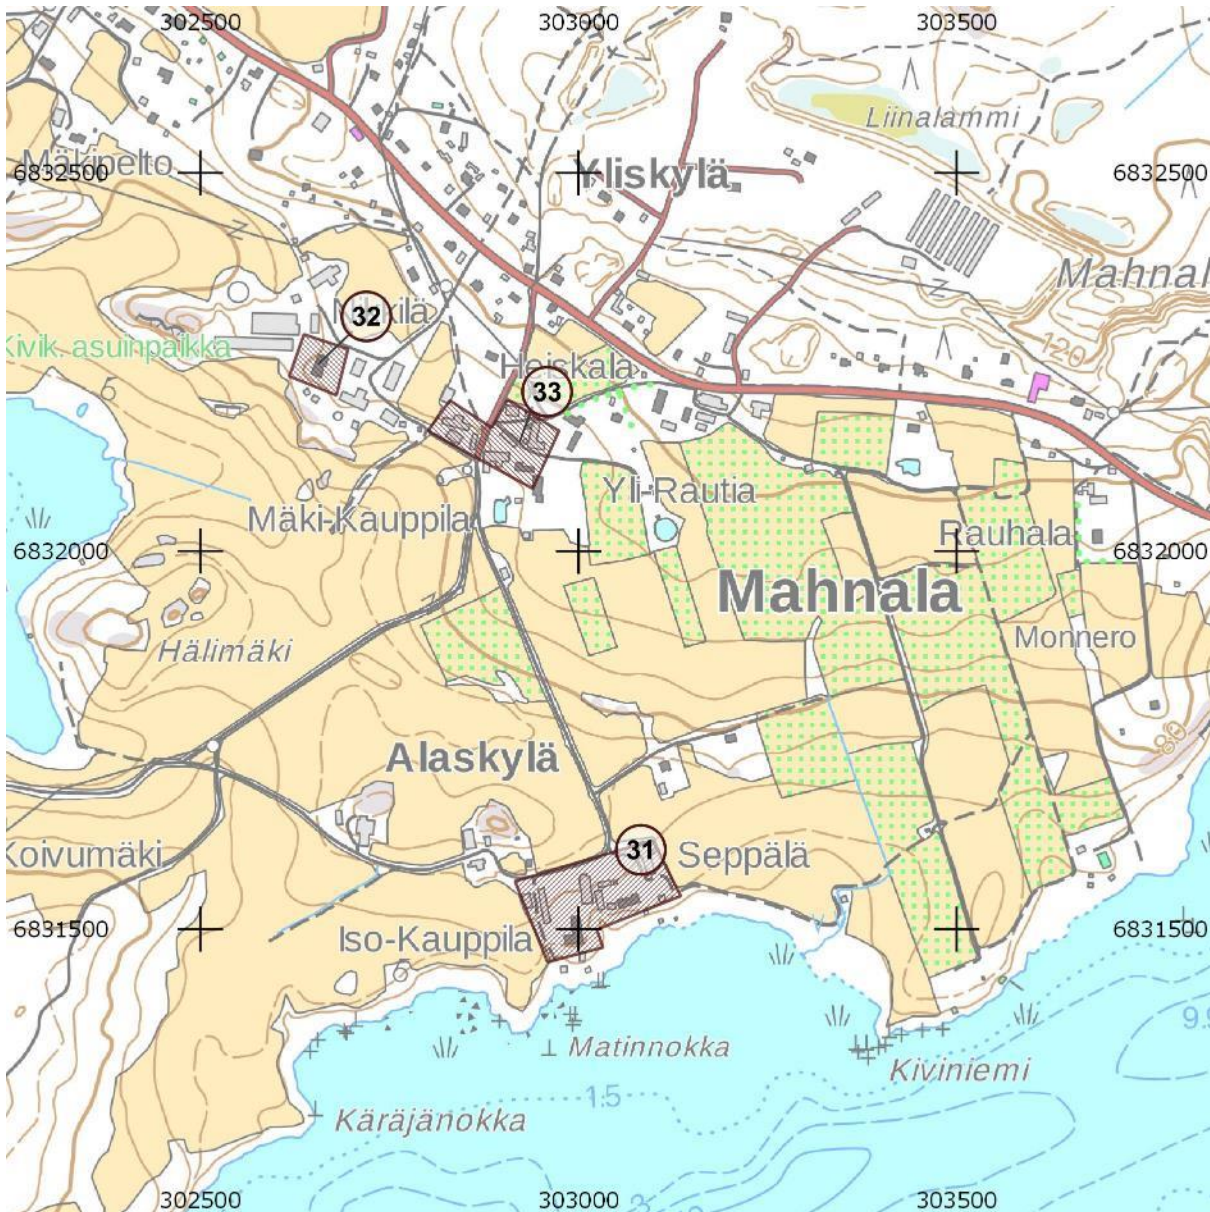 302500 303000 303500
Liinalammi
Mäkipelto
6832500 Yliskylä 6832500
Mahnal
32
120
Kivik. asuinpaikka
Heiskala
33
Yli-Rautia
Mäki-Kauppila
Rauhala
6832000 6832000
Mahnala
Hälimäki
Monnero
80
Alaskylä
Koivumäki
31
Seppälä
6831500 Iso-Kauppila 6831500
9.9
Matinnokka
Kiviniemi
1.5
Käräjänokka
302500 303000 303500